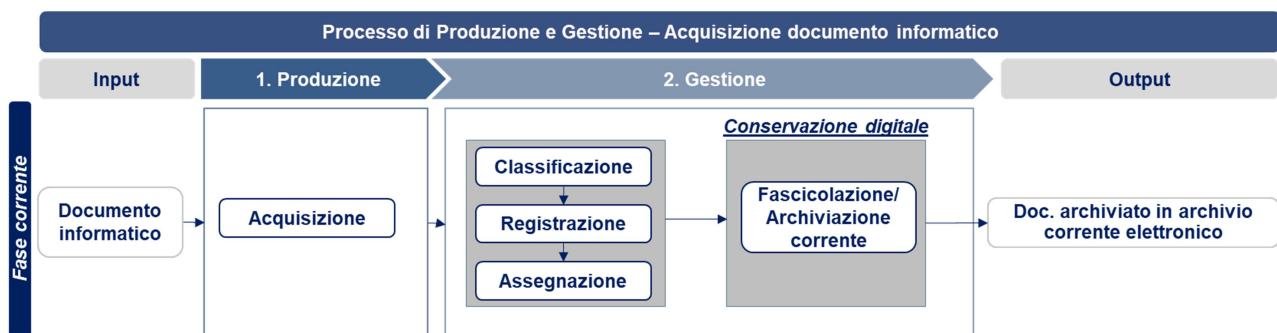 Processo di Produzione e Gestione – Acquisizione documento informatico
Input
1. Produzione
2. Gestione
Output
Fase corrente
Documento
informatico
Acquisizione
Classificazione
Registrazione
Assegnazione
Conservazione digitale
Fascicolazione/
Archiviazione
corrente
Doc. archiviato in archivio
corrente elettronico